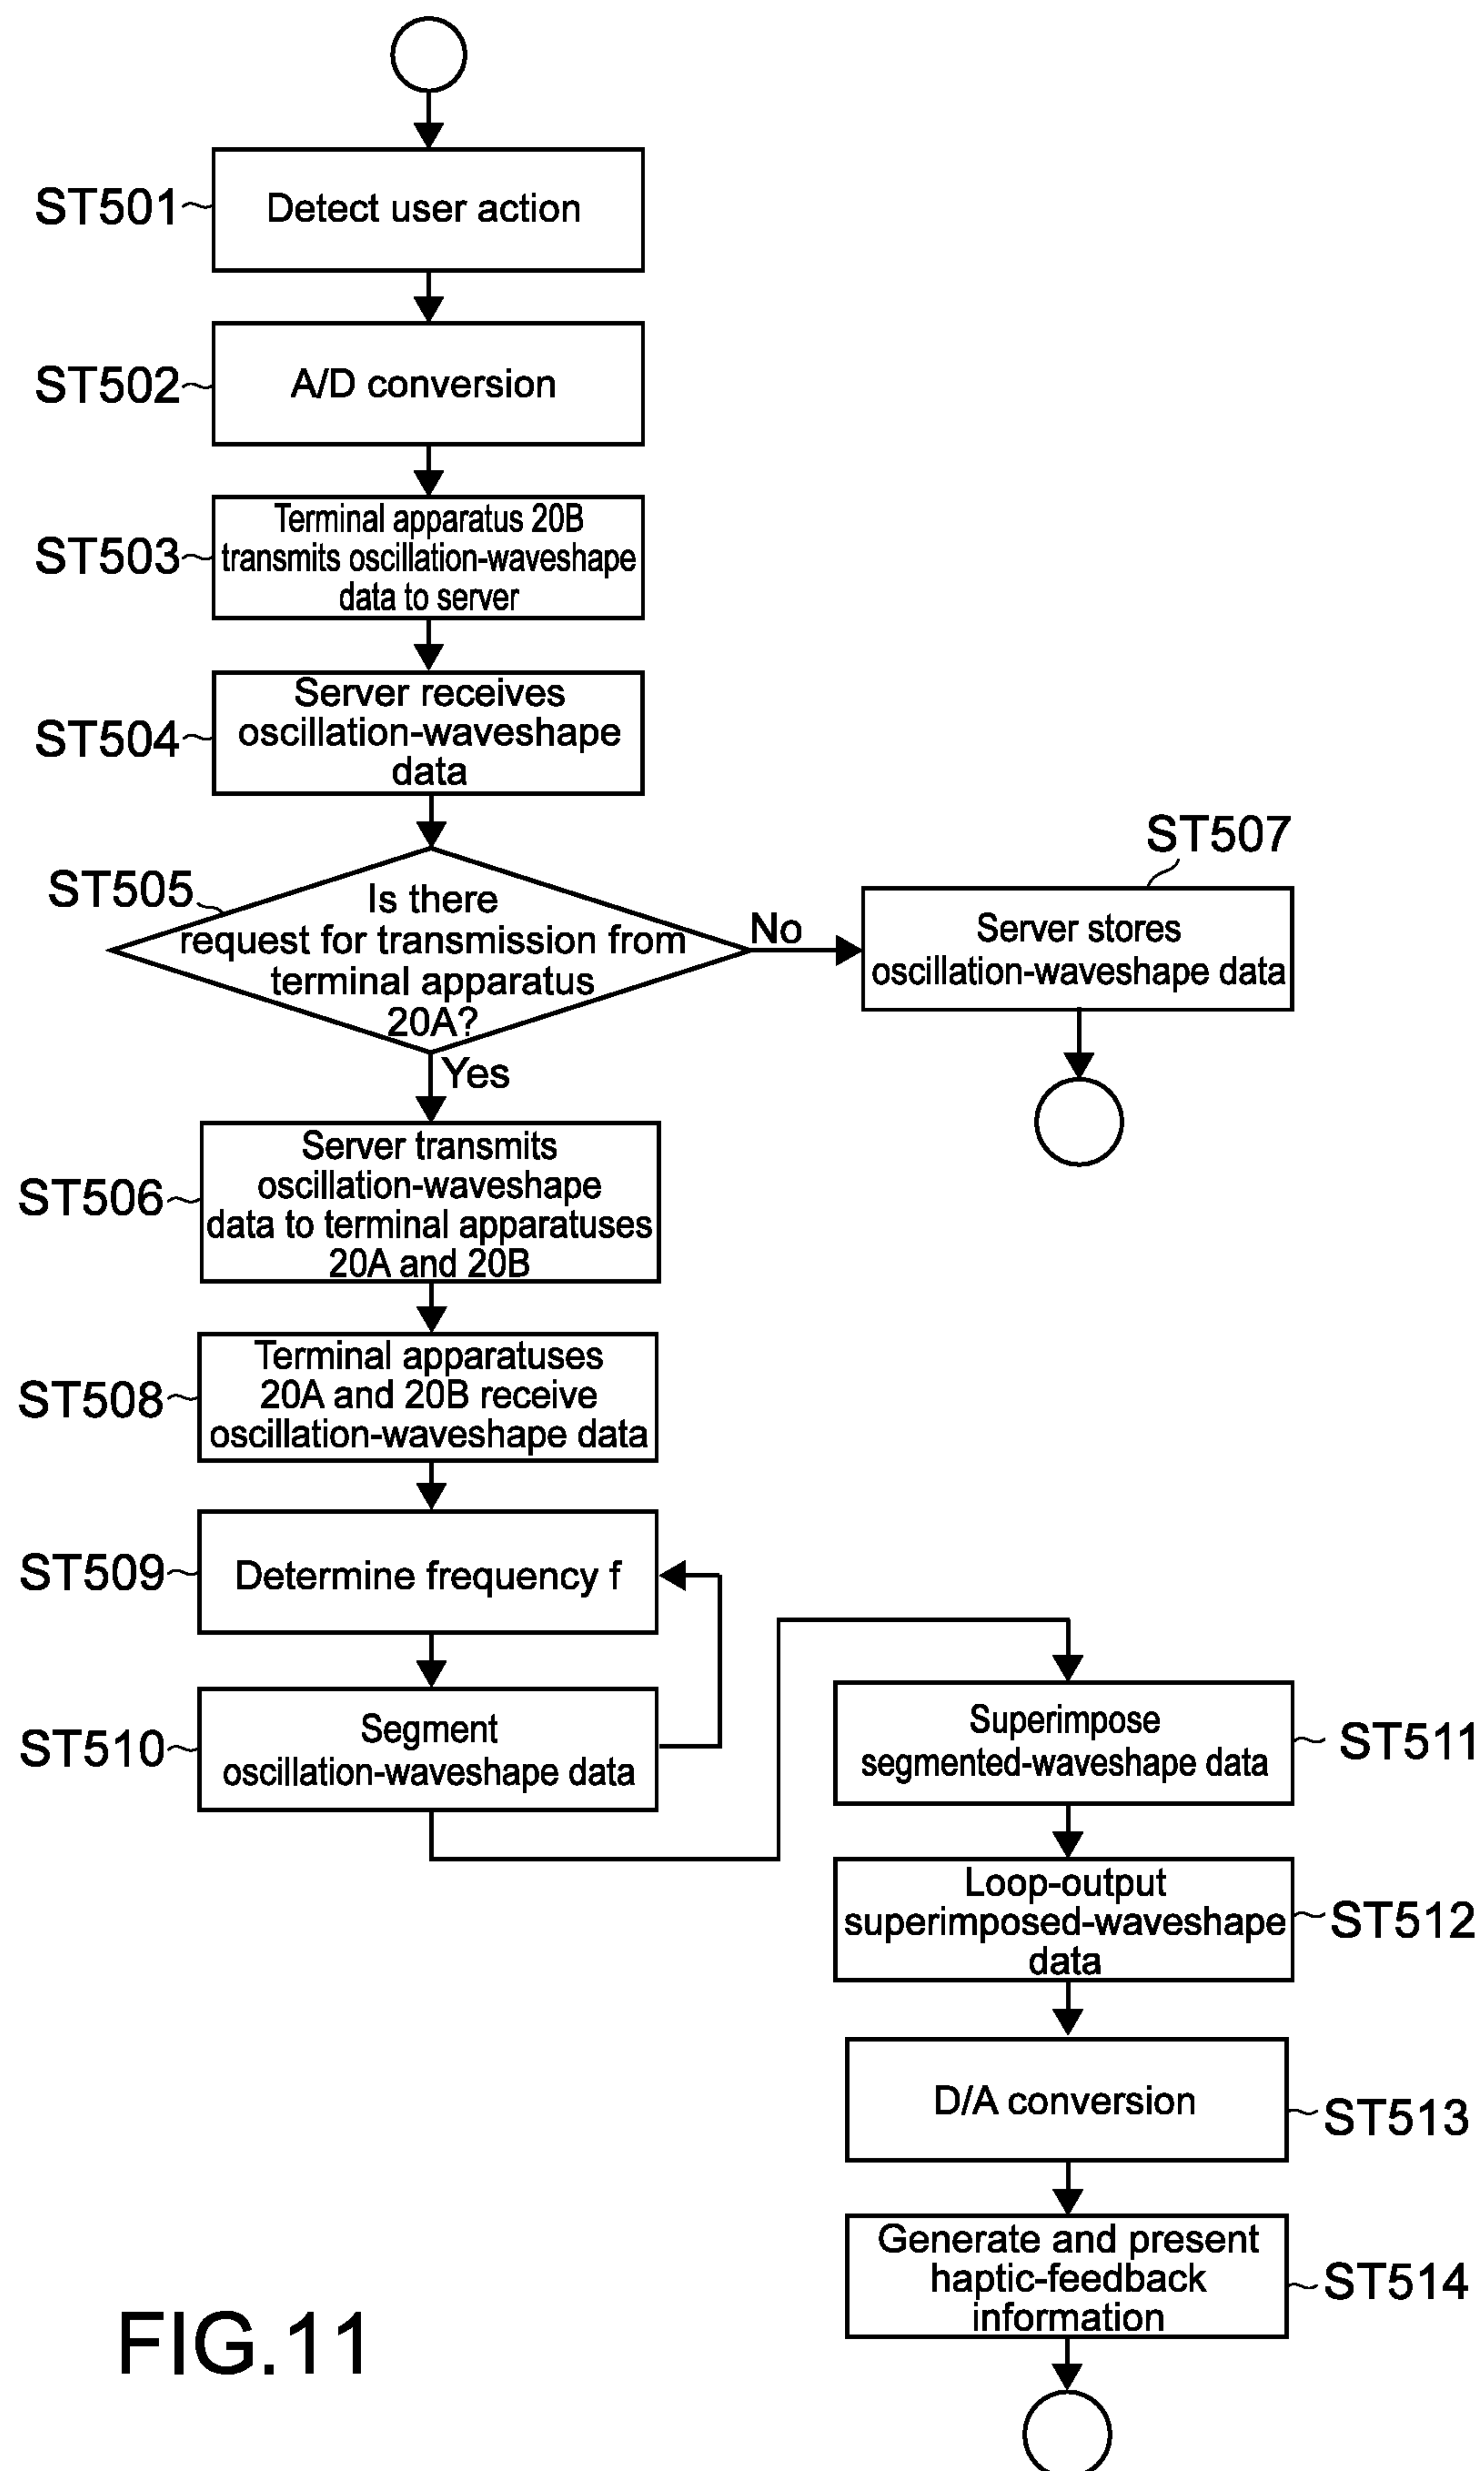 ST501
Detect user action
ST502
A/D conversion
ST503
Terminal apparatus 20B
transmits oscillation-waveshape
data to server
ST504
Server receives
oscillation-waveshape
data
ST505
Is there
request for transmission from
terminal apparatus
20A?
No
Yes
ST507
Server stores
oscillation-waveshape data
ST506
Server transmits
oscillation-waveshape
data to terminal apparatuses
20A and 20B
ST508
Terminal apparatuses
20A and 20B receive
oscillation-waveshape data
ST509
Determine frequency f
ST510
Segment
oscillation-waveshape data
Superimpose
segmented-waveshape data
ST511
Loop-output
superimposed-waveshape
data
ST512
D/A conversion
ST513
Generate and present
haptic-feedback
information
ST514
FIG.11